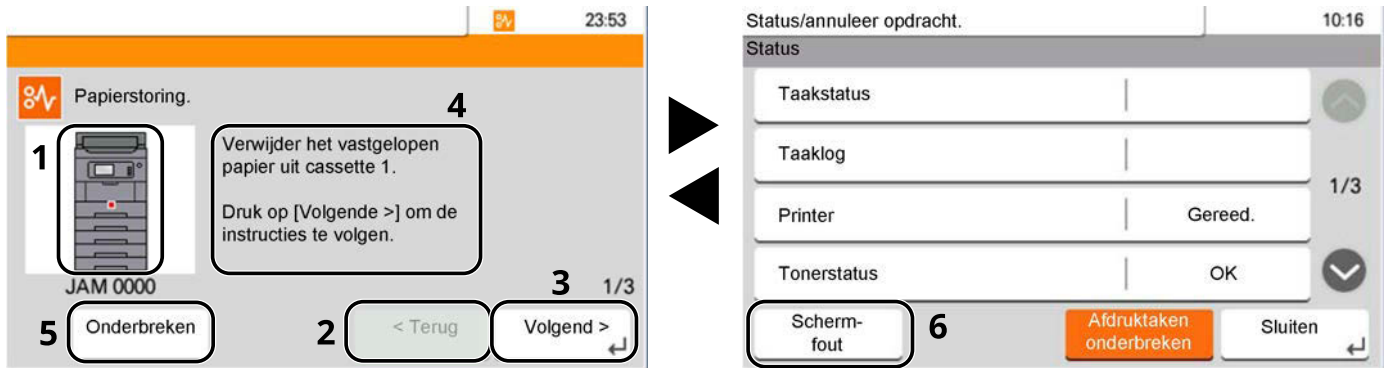 23:53
Papierstoring.
4
1
Verwijder het vastgelopen
papier uit cassette 1.
Druk op [Volgende >] om de
instructies te volgen.
JAM 0000
3
1/3
5
Onderbreken
2
< Terug
Volgend >
Status/annuleer opdracht.
10:16
Status
Taakstatus
Taaklog
1/3
Printer
Gereed.
Tonerstatus
OK
Scherm-
fout
6
Afdruktaken
onderbreken
Sluiten